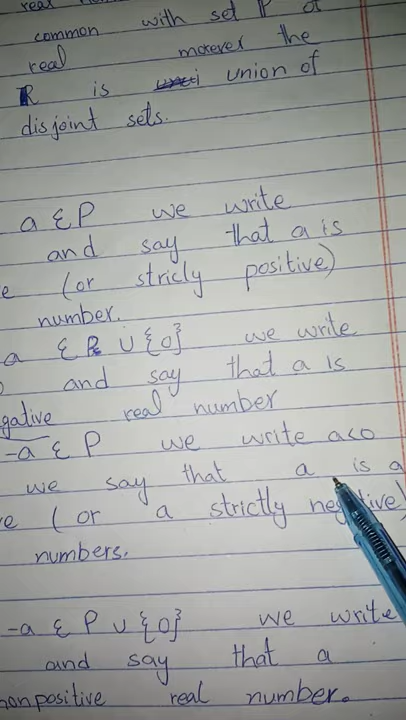 real
common with set P of
real morever the
R is union of
disjoint sets.
a ξ P we write
and say that a is
e (or stricly positive)
number.
a ξ P ∪ {0} we write
and say that a is
gative real number
-a ξ P we write a<o
we say that a is a
e (or a strictly negative)
numbers.
-a ξ P ∪ {0} we write
and say that a
nonpositive real number.